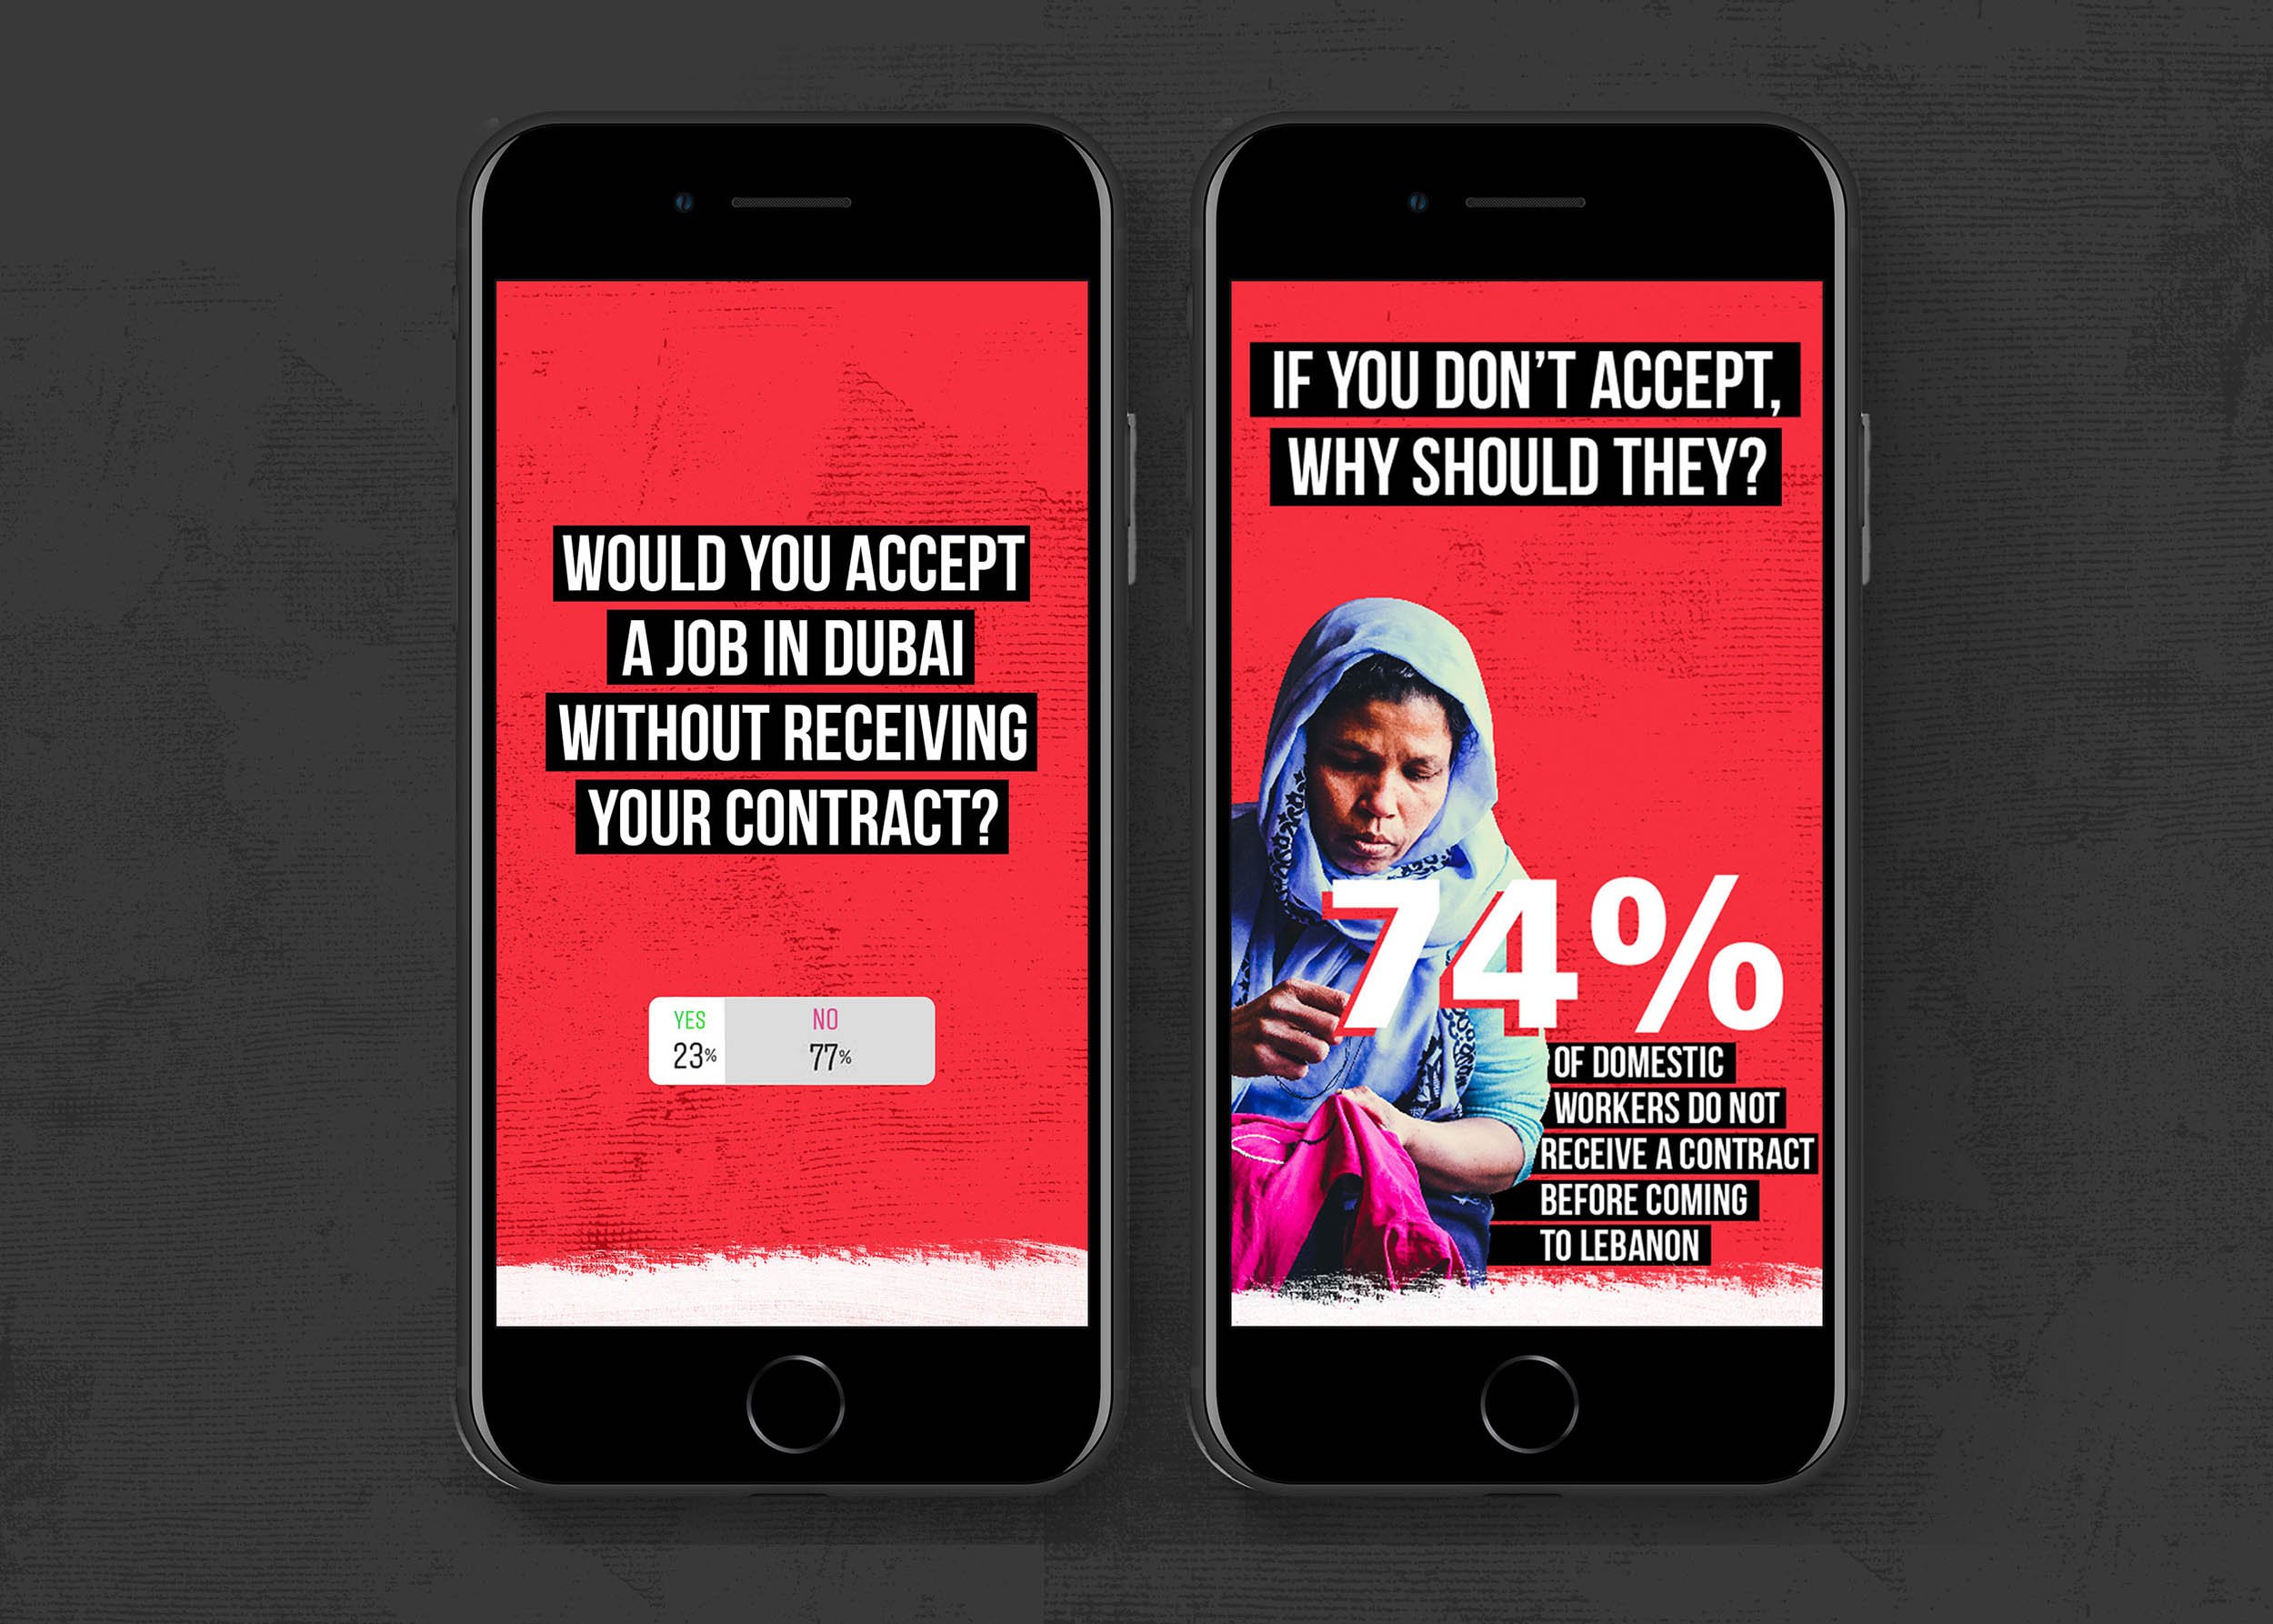 WOULD YOU ACCEPT
A JOB IN DUBAI
WITHOUT RECEIVING
YOUR CONTRACT?
YES
23%
NO
77%
IF YOU DON'T ACCEPT,
WHY SHOULD THEY?
74%
OF DOMESTIC
WORKERS DO NOT
RECEIVE A CONTRACT
BEFORE COMING
TO LEBANON